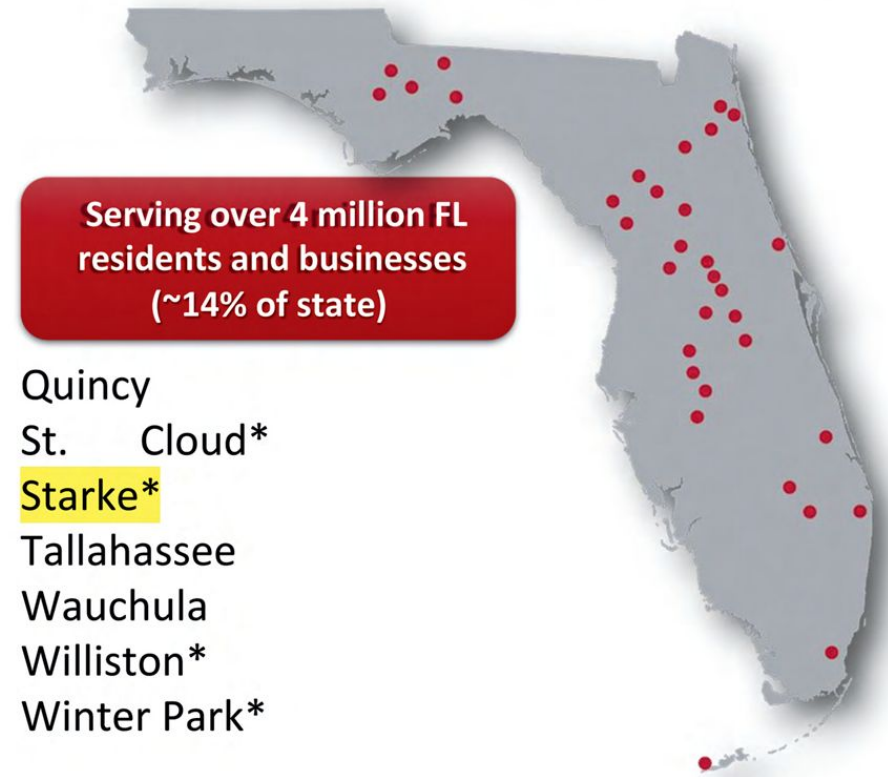 Serving over 4 million FL
residents and businesses
(~14% of state)
Quincy
St. Cloud*
Starke*
Tallahassee
Wauchula
Williston*
Winter Park*